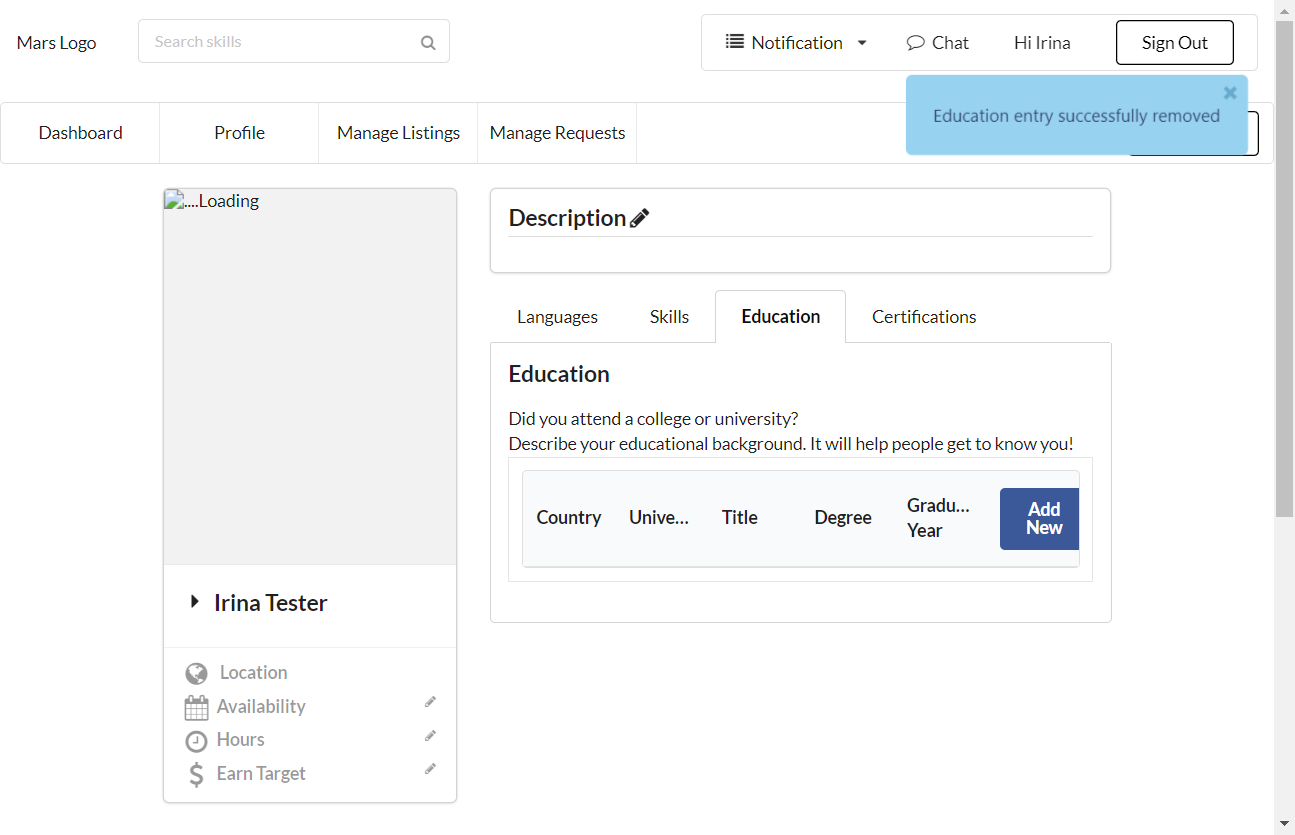 Mars Logo
Search skills
Notification
Chat
Hi Irina
Sign Out
Education entry successfully removed
Dashboard
Profile
Manage Listings
Manage Requests
....Loading
Description
Languages
Skills
Education
Certifications
Education
Did you attend a college or university?
Describe your educational background. It will help people get to know you!
Country
Unive...
Title
Degree
Gradu...
Year
Add
New
Irina Tester
Location
Availability
Hours
Earn Target